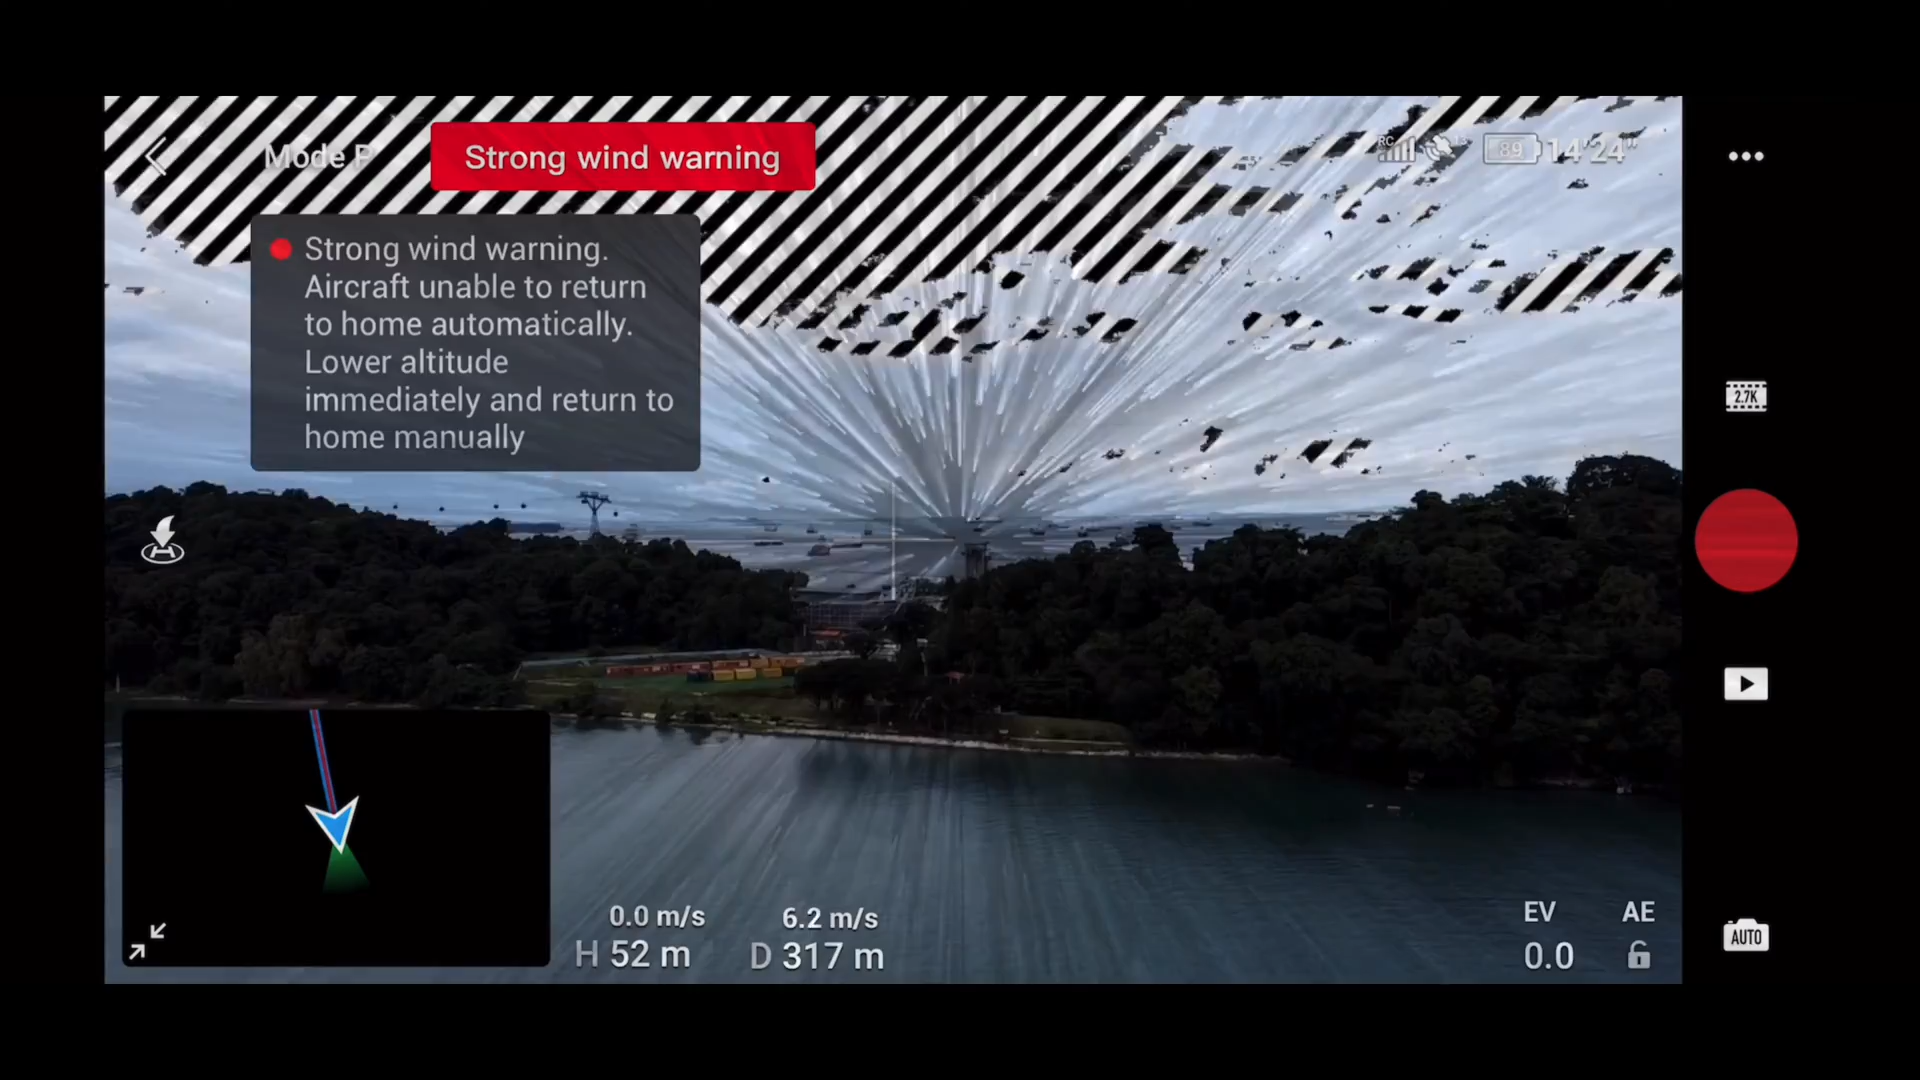 Mode P
Strong wind warning
RC
13
89
14'24"
Strong wind warning.
Aircraft unable to return
to home automatically.
Lower altitude
immediately and return to
home manually
2.7K
H
0.0 m/s
6.2 m/s
H 52 m
D 317 m
EV
AE
0.0
AUTO